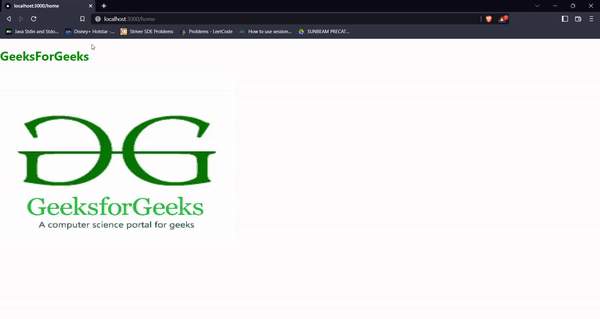 localhost:3000/home
localhost:3000/home
Java Stdin and Stdo... Disney+ Hotstar -... Striver SDE Problems Problems - LeetCode How to use session... SUNBEAM PRECAT...
GeeksForGeeks
GeeksforGeeks
A computer science portal for geeks